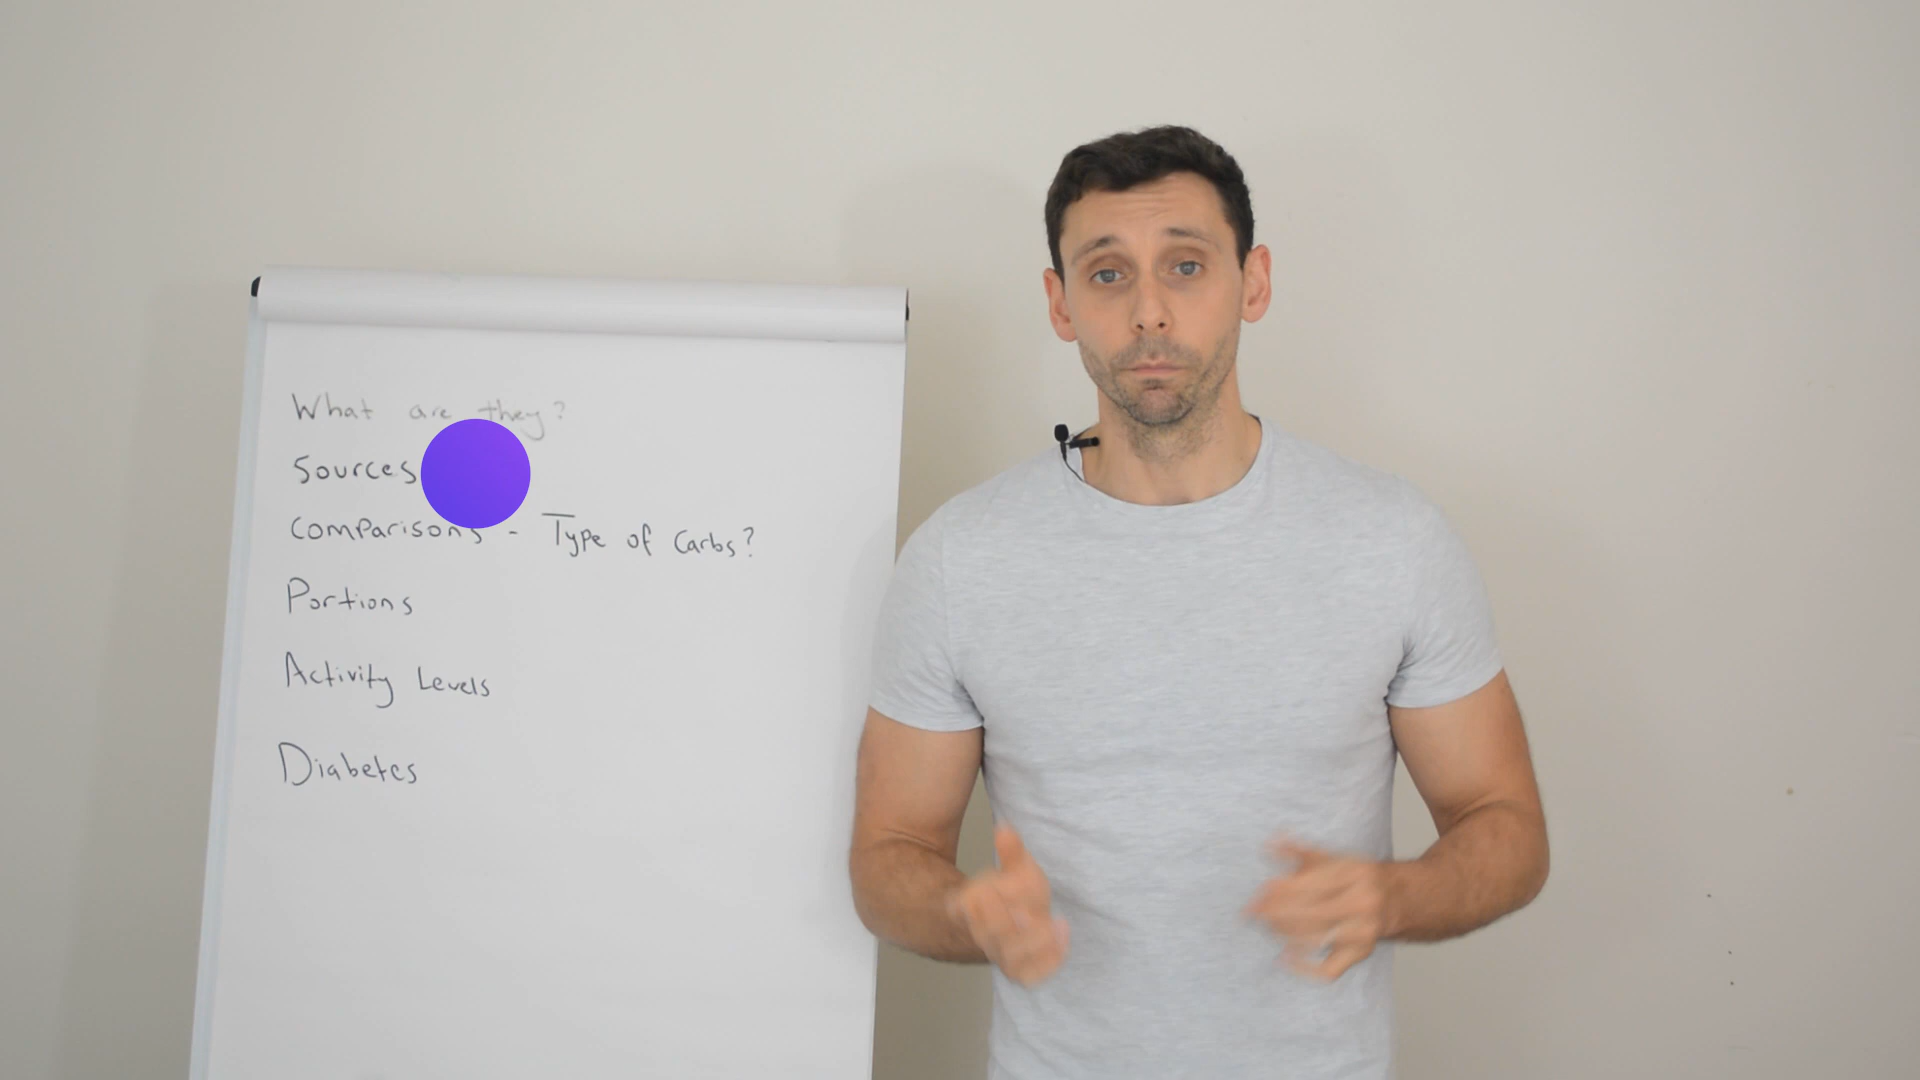 What are they?
Sources
Comparisons - Type of Carbs?
Portions
Activity Levels
Diabetes